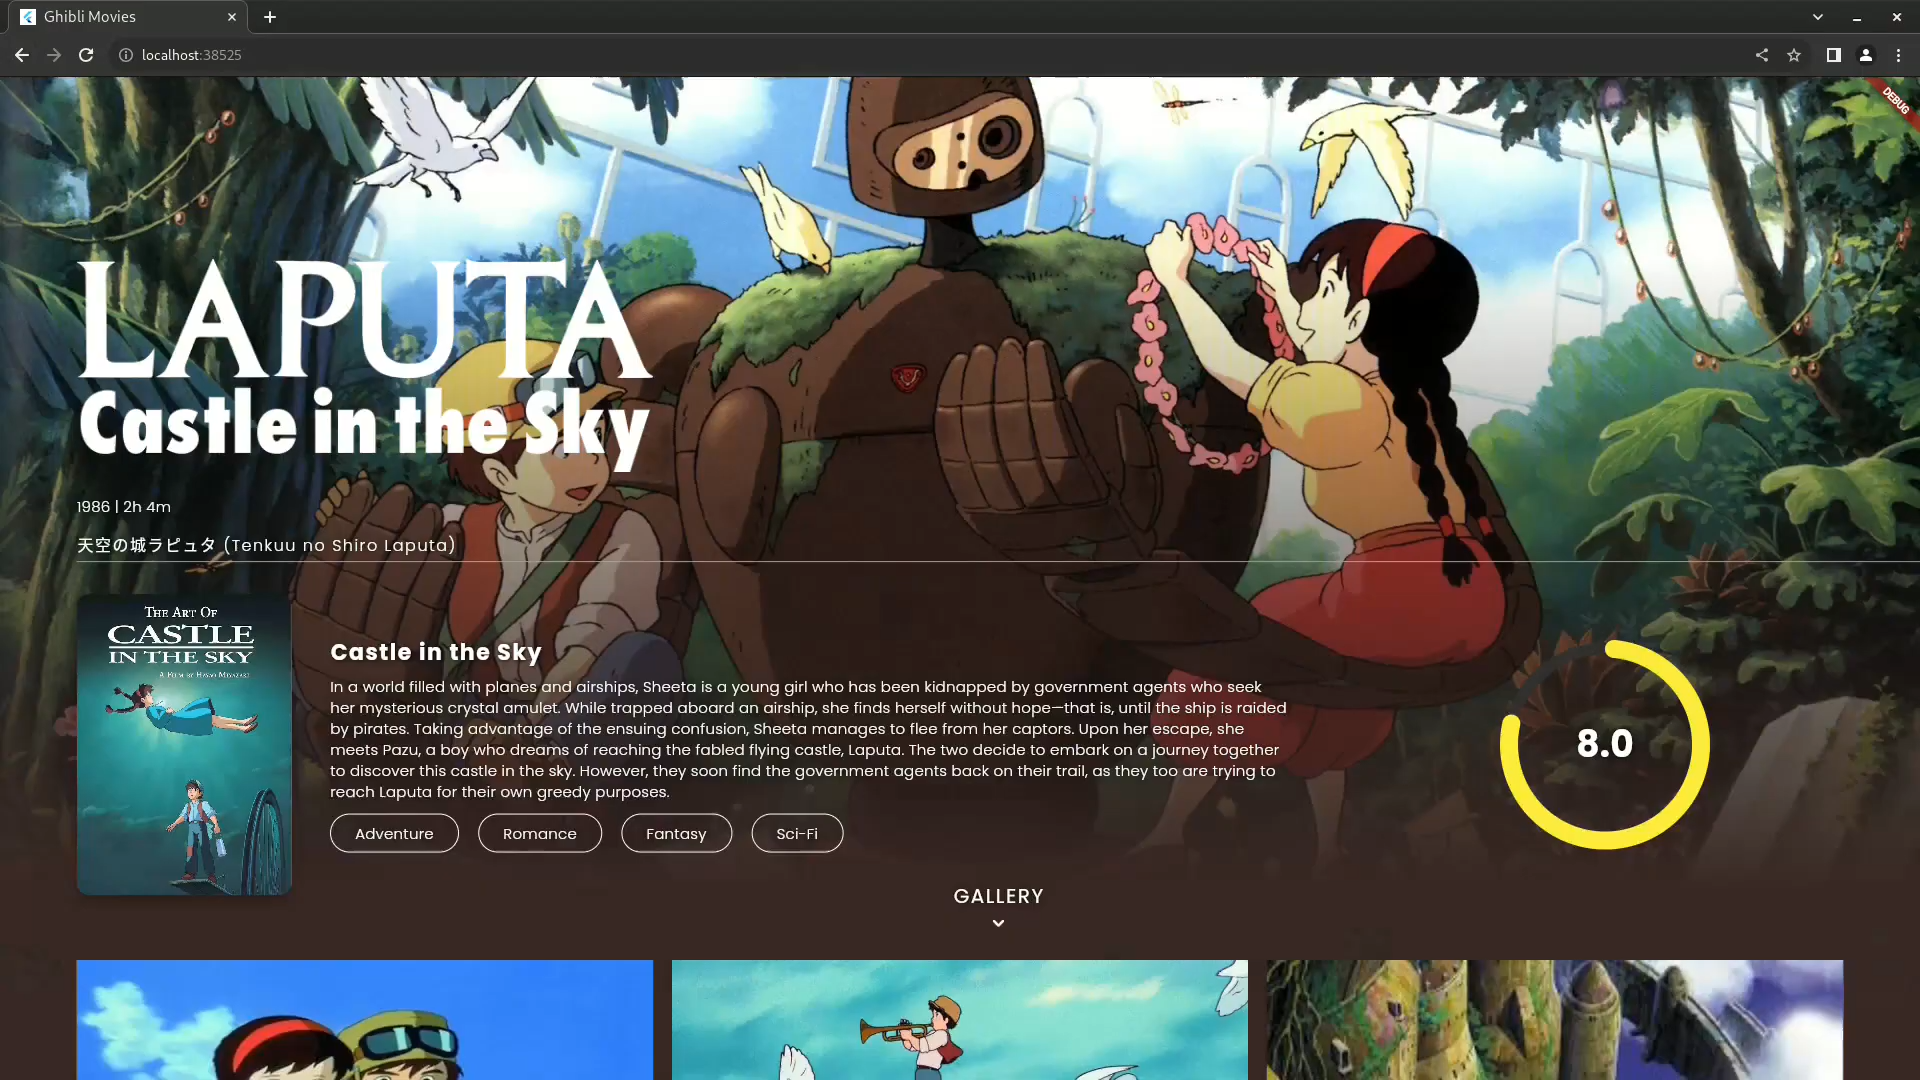 Ghibli Movies
localhost:38525
DEBUG
LAPUTA
Castle in the Sky
1986 | 2h 4m
天空の城ラピュタ (Tenkuu no Shiro Laputa)
THE ART OF
CASTLE
IN THE SKY
A FILM BY HAYAO MIYAZAKI
Castle in the Sky
In a world filled with planes and airships, Sheeta is a young girl who has been kidnapped by government agents who seek
her mysterious crystal amulet. While trapped aboard an airship, she finds herself without hope—that is, until the ship is raided
by pirates. Taking advantage of the ensuing confusion, Sheeta manages to flee from her captors. Upon her escape, she
meets Pazu, a boy who dreams of reaching the fabled flying castle, Laputa. The two decide to embark on a journey together
to discover this castle in the sky. However, they soon find the government agents back on their trail, as they too are trying to
reach Laputa for their own greedy purposes.
Adventure Romance Fantasy Sci-Fi
8.0
GALLERY